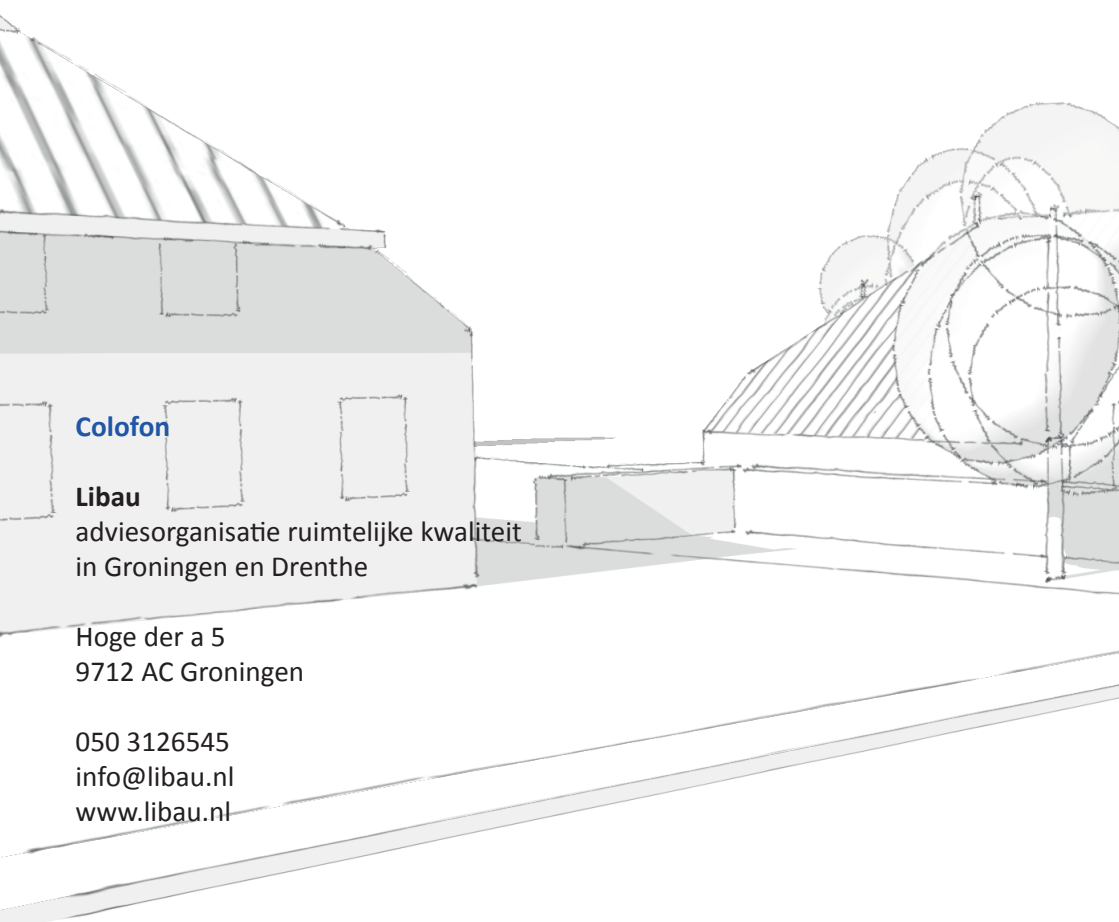 Colofon
Libau
adviesorganisatie ruimtelijke kwaliteit
in Groningen en Drenthe
Hoge der a 5
9712 AC Groningen
050 3126545
info@libau.nl
www.libau.nl